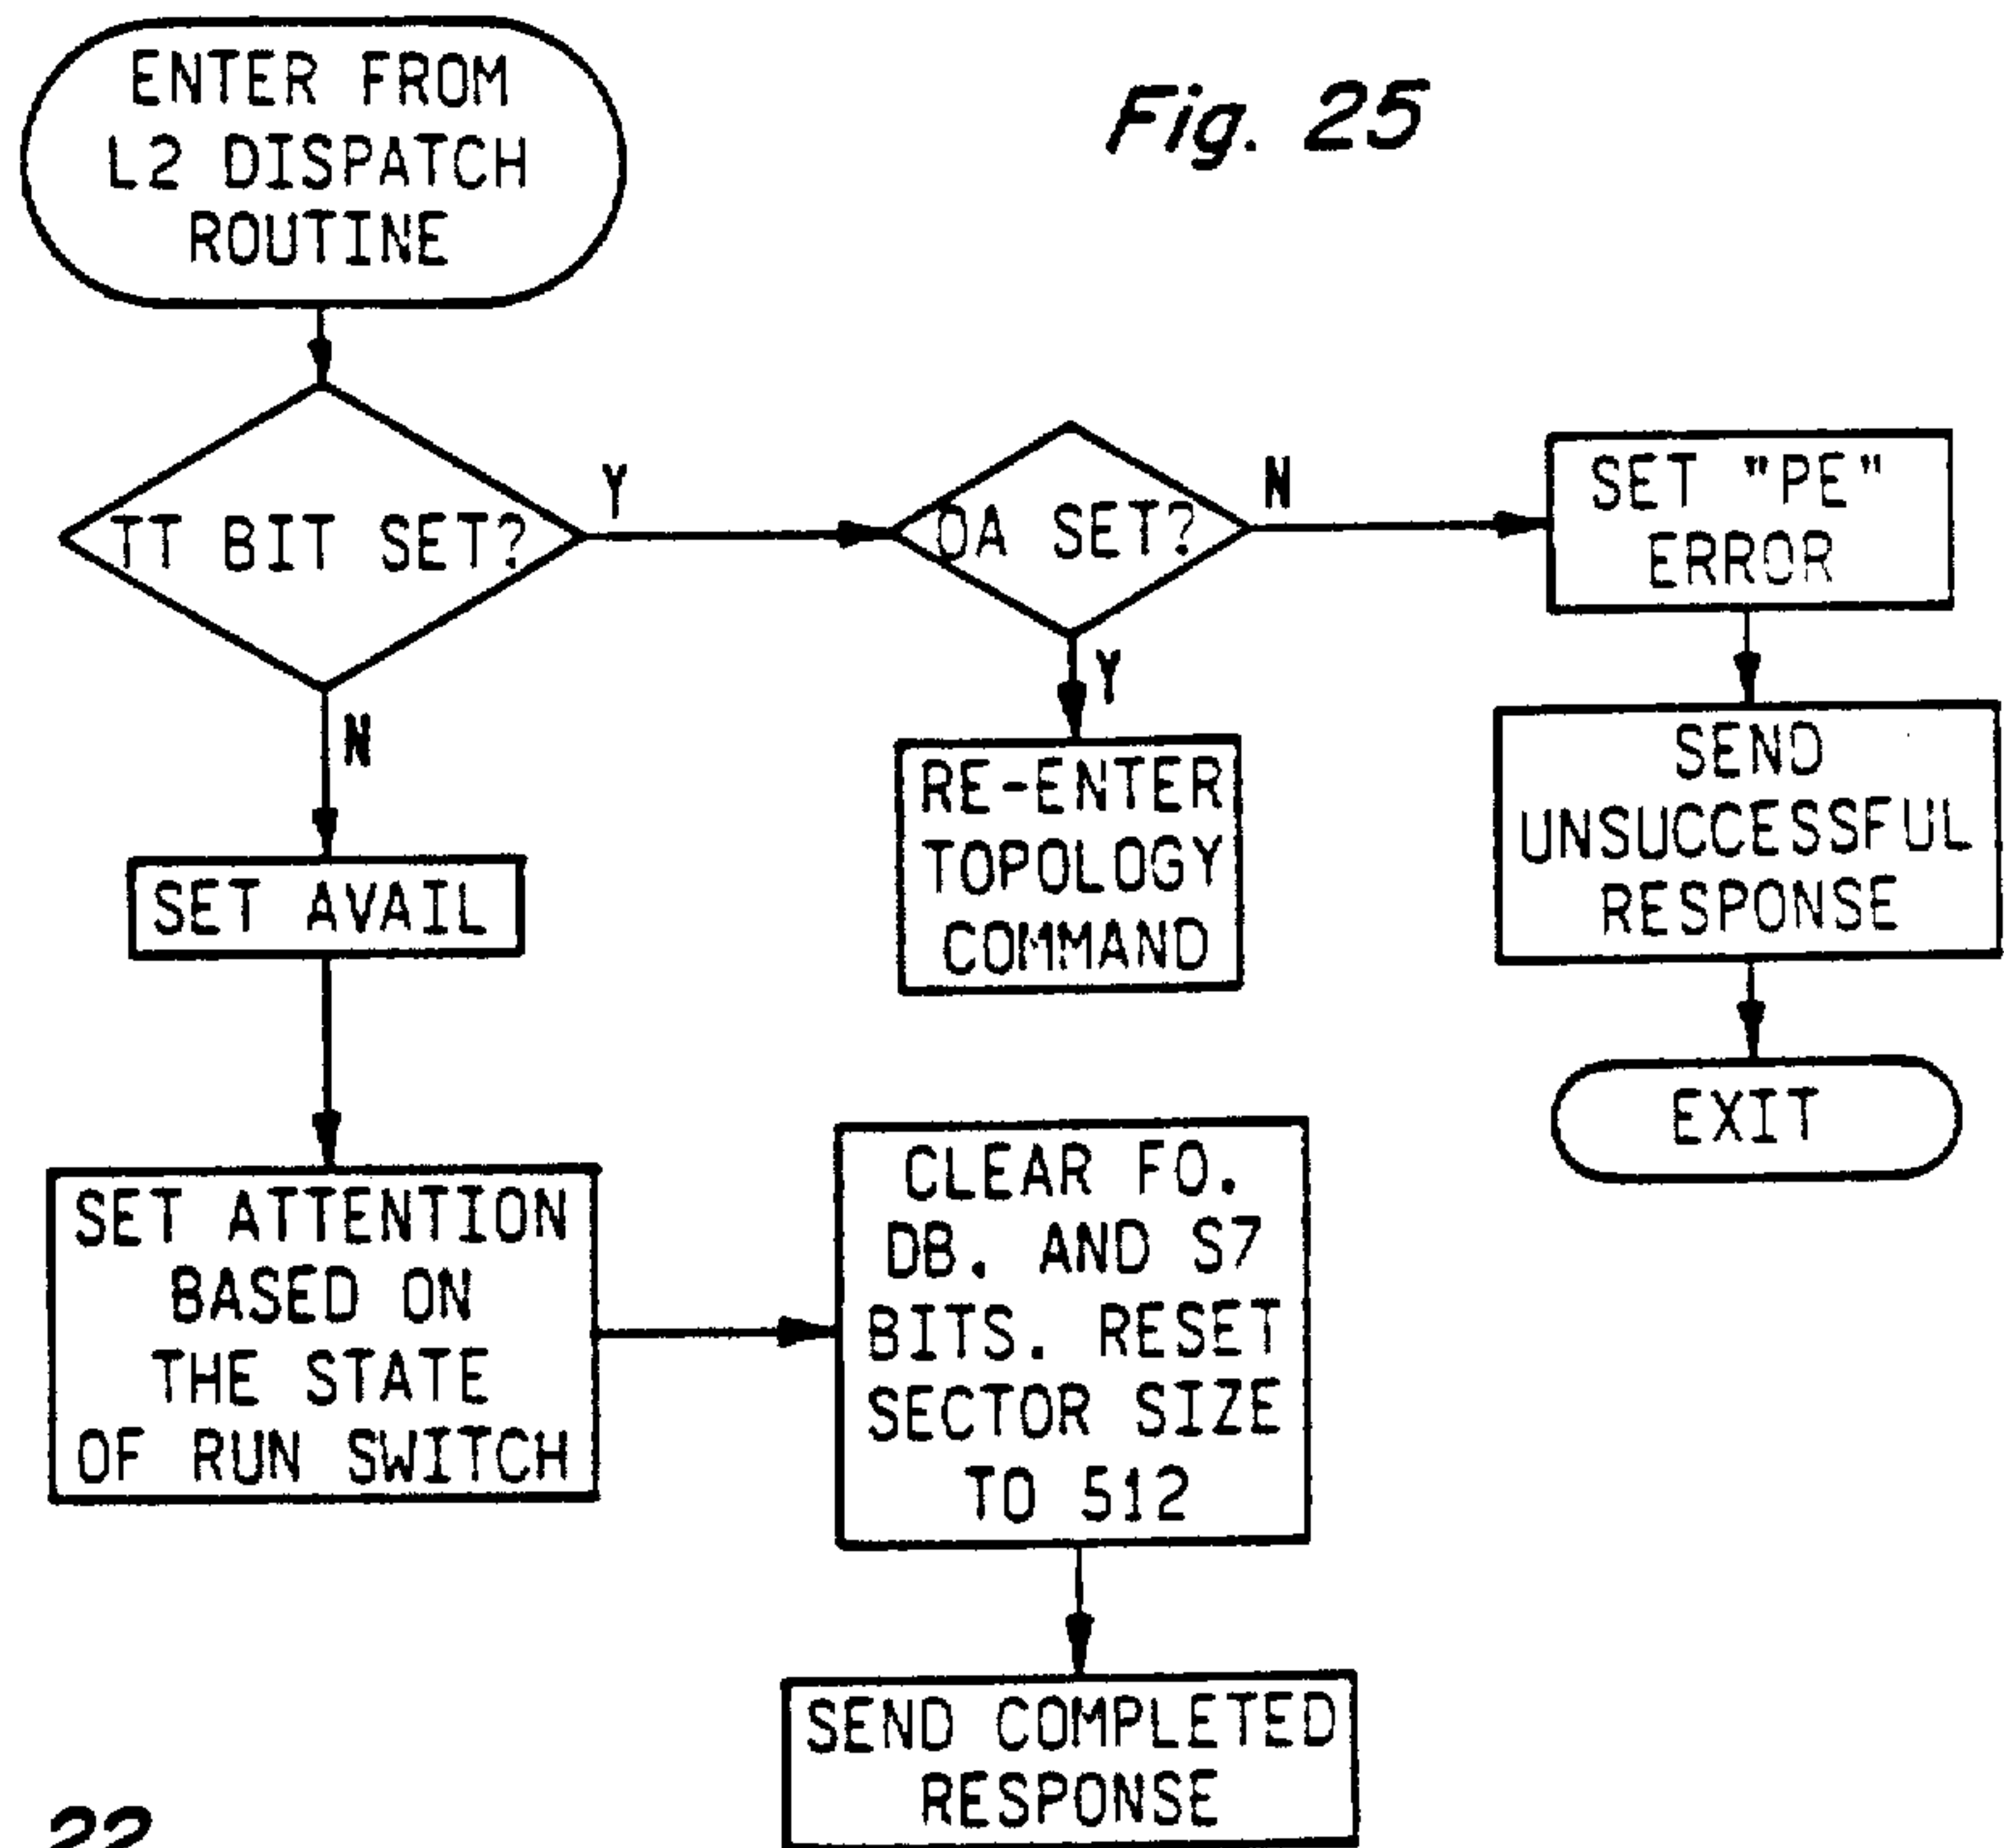 ENTER FROM
L2 DISPATCH
ROUTINE
Fig. 25
TT BIT SET?
Y
OA SET?
N
SET "PE"
ERROR
N
Y
SEND
UNSUCCESSFUL
RESPONSE
RE-ENTER
TOPOLOGY
COMMAND
SET AVAIL
EXIT
SET ATTENTION
BASED ON
THE STATE
OF RUN SWITCH
CLEAR FO.
DB. AND S7
BITS. RESET
SECTOR SIZE
TO 512
SEND COMPLETED
RESPONSE
22